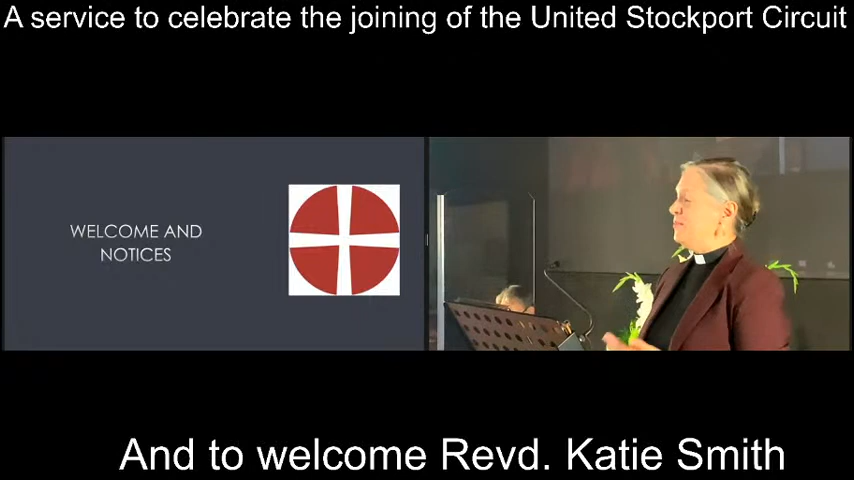 A service to celebrate the joining of the United Stockport Circuit
WELCOME AND
NOTICES
And to welcome Revd. Katie Smith